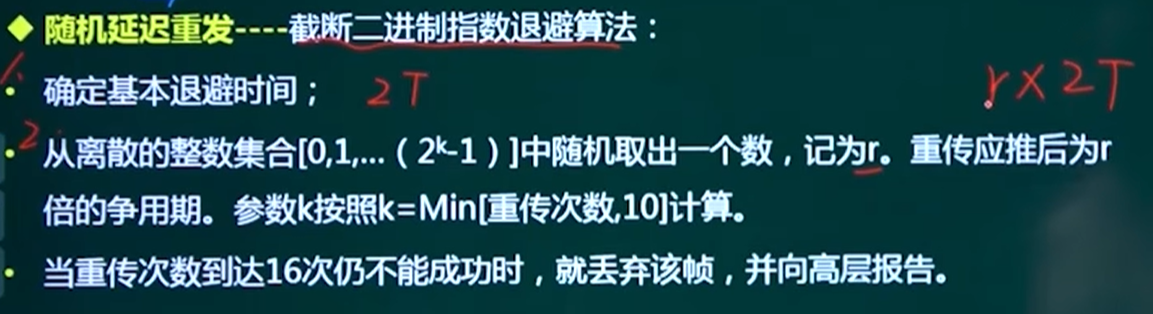 ◆ 随机延迟重发----截断二进制指数退避算法：
1. • 确定基本退避时间； 2T r×2T
2. • 从离散的整数集合[0,1,...（2ᵏ-1）]中随机取出一个数，记为r。重传应推后为r
倍的争用期。参数k按照k=Min[重传次数,10]计算。
• 当重传次数到达16次仍不能成功时，就丢弃该帧，并向高层报告。